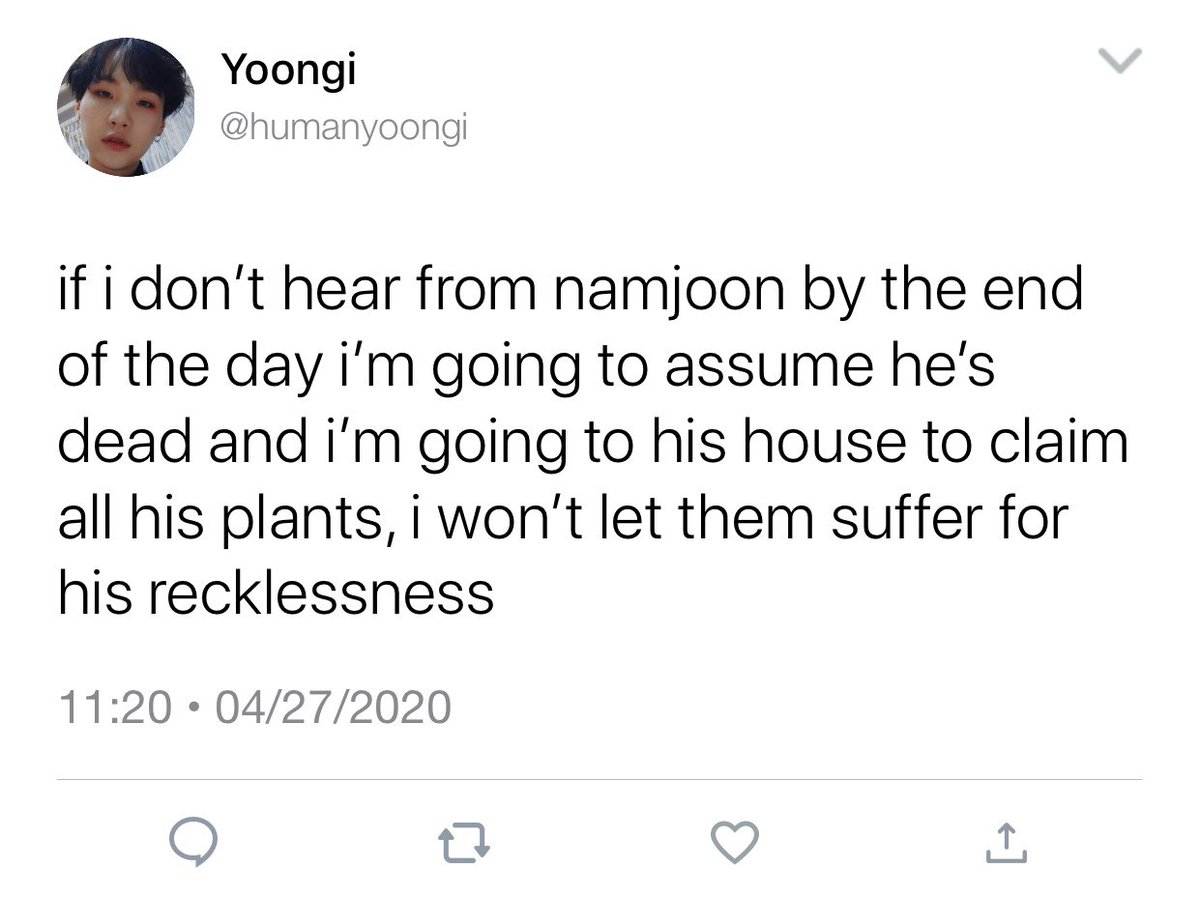 Yoongi
@humanyoongi
if i don’t hear from namjoon by the end
of the day i’m going to assume he’s
dead and i’m going to his house to claim
all his plants, i won’t let them suffer for
his recklessness
11:20 • 04/27/2020